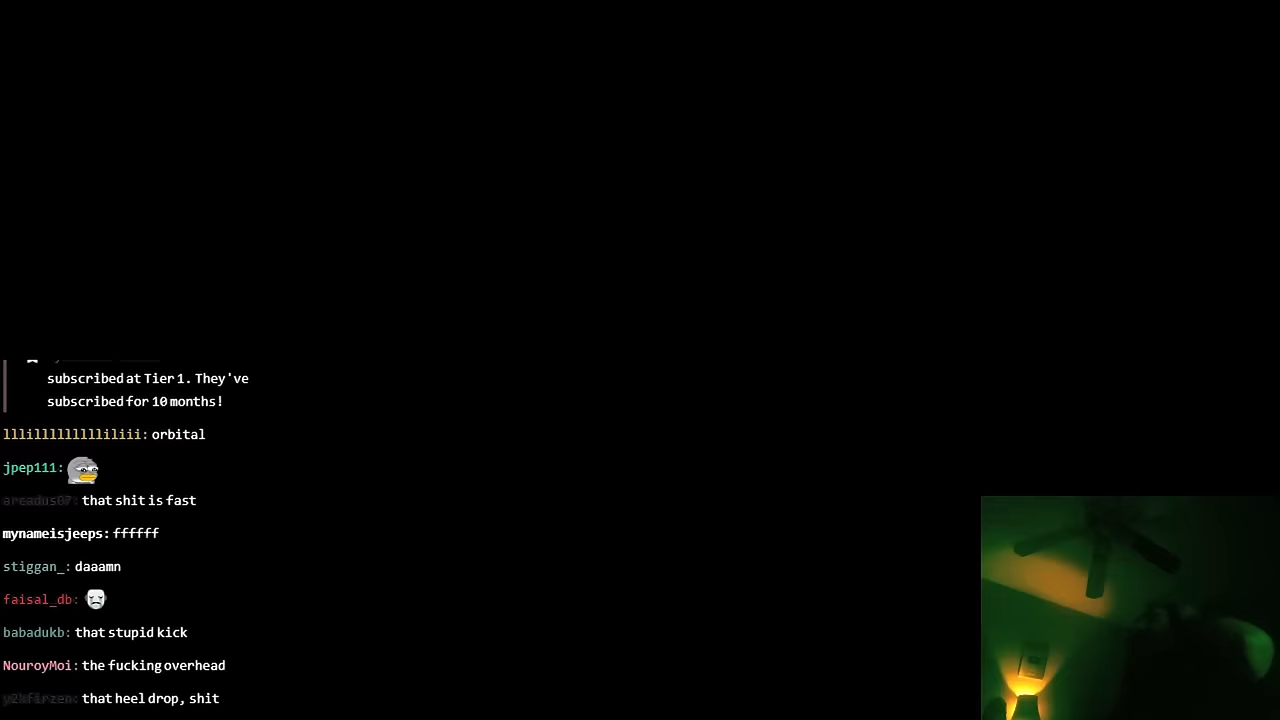 subscribed at Tier 1. They've
subscribed for 10 months!
orbital
jpep111:
that shit is fast
mynameisjeeps: ffffff
stiggan_: daaamn
faisal_db:
babadukb: that stupid kick
NouroyMoi: the fucking overhead
that heel drop, shit